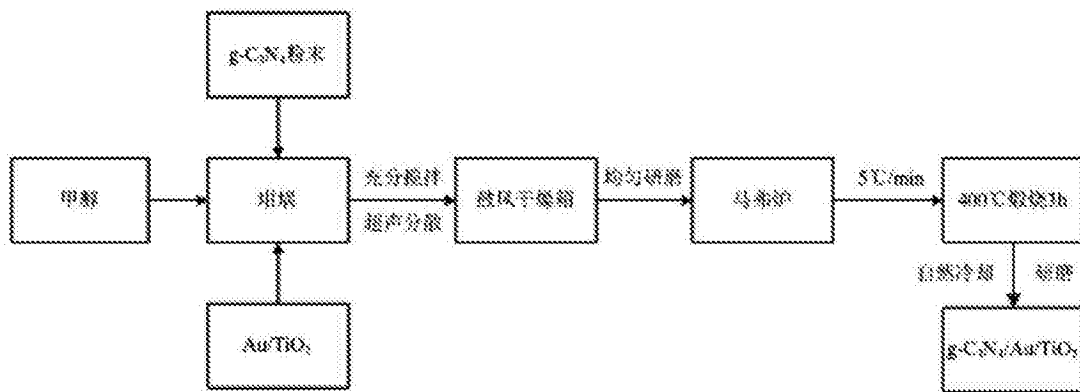 g-C₃N₄粉末
甲醇
坩埚
充分搅拌
超声分散
鼓风干燥箱
均匀研磨
马弗炉
5℃/min
400℃煅烧3h
自然冷却
研磨
Au/TiO₂
g-C₃N₄/Au/TiO₂